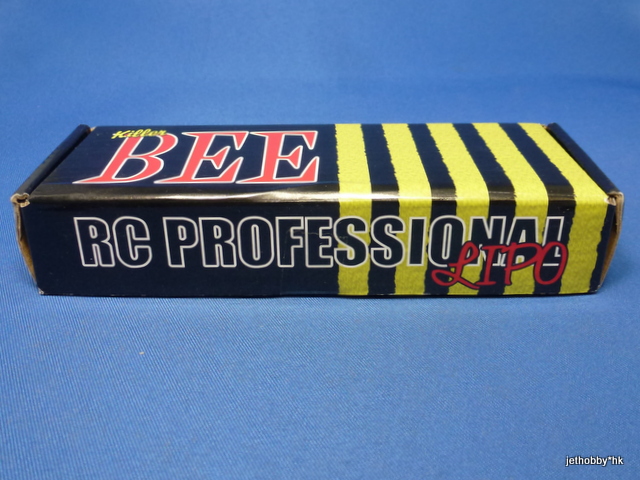 Killer
BEE
RC PROFESSIONAL
LIPO
jethobby*hk